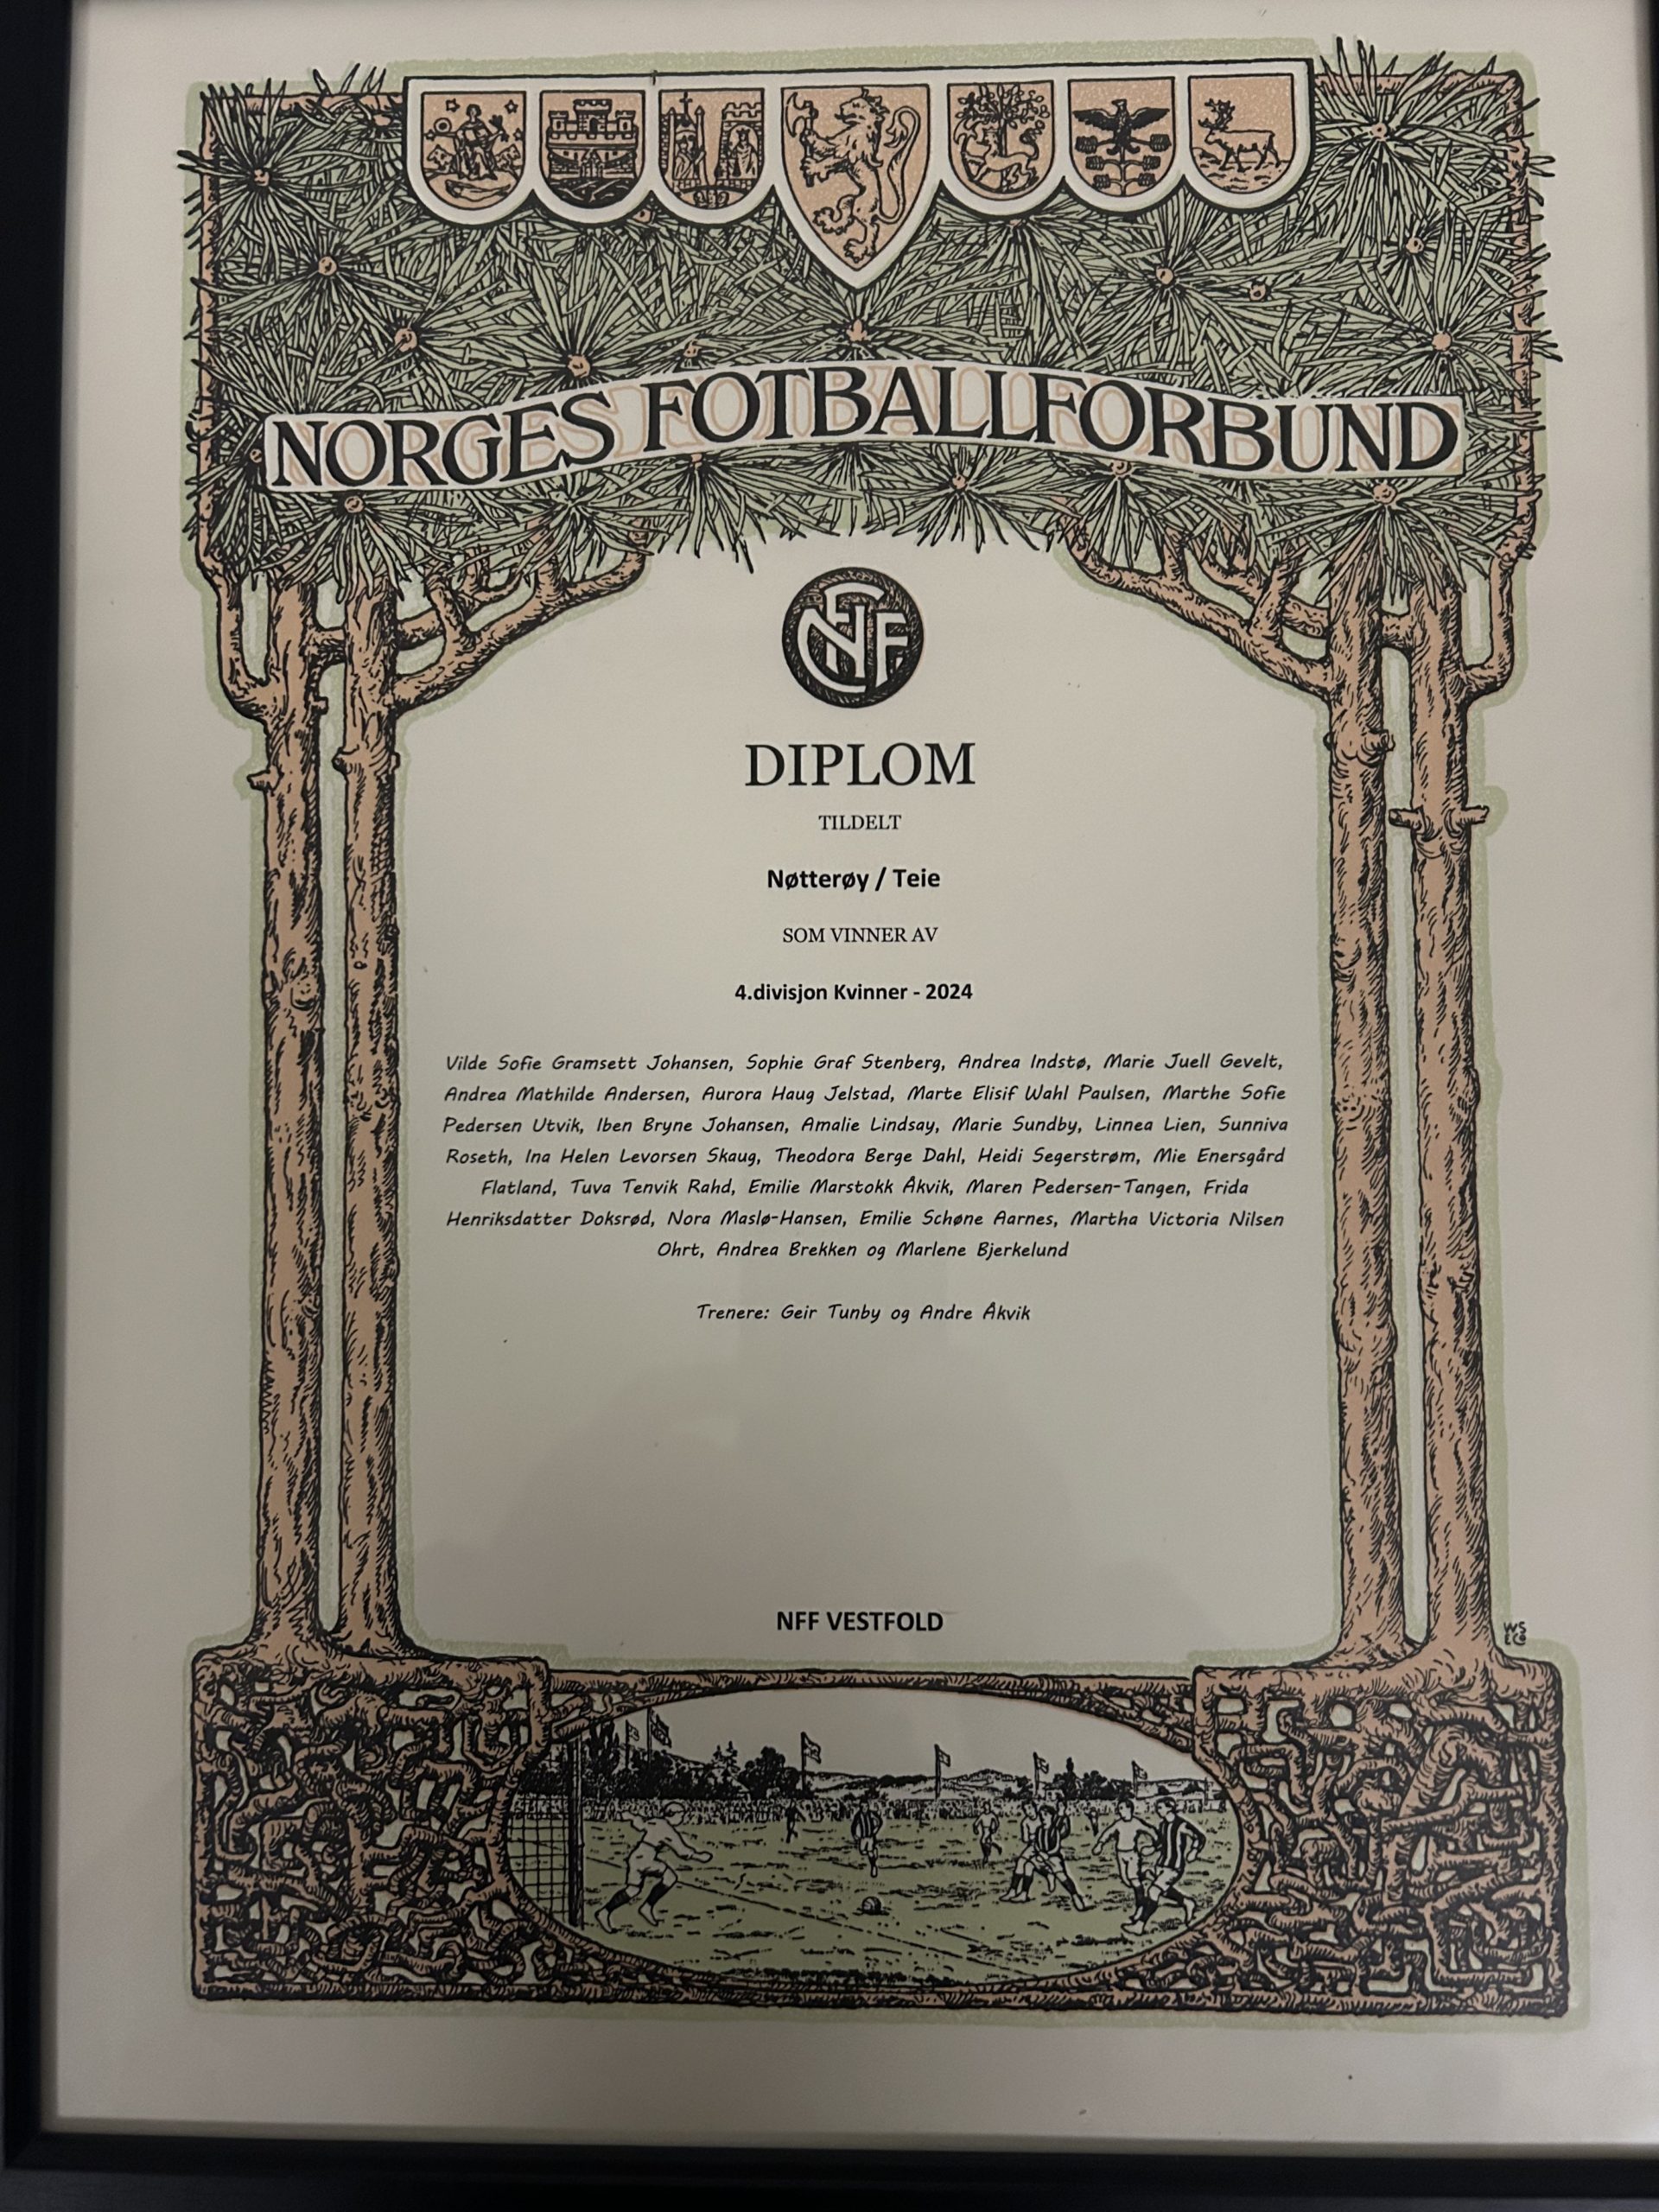 NORGES FOTBALLFORBUND
NFF
DIPLOM
TILDELT
Nøtterøy / Teie
SOM VINNER AV
4.divisjon Kvinner - 2024
Vilde Sofie Gramsett Johansen, Sophie Graf Stenberg, Andrea Indstø, Marie Juell Gevelt,
Andrea Mathilde Andersen, Aurora Haug Jelstad, Marte Elisif Wahl Paulsen, Marthe Sofie
Pedersen Utvik, Iben Bryne Johansen, Amalie Lindsay, Marie Sundby, Linnea Lien, Sunniva
Roseth, Ina Helen Levorsen Skaug, Theodora Berge Dahl, Heidi Segerstrøm, Mie Enersgård
Flatland, Tuva Tenvik Rahd, Emilie Marstokk Åkvik, Maren Pedersen-Tangen, Frida
Henriksdatter Doksrød, Nora Maslø-Hansen, Emilie Schøne Aarnes, Martha Victoria Nilsen
Ohrt, Andrea Brekken og Marlene Bjerkelund
Trenere: Geir Tunby og Andre Åkvik
NFF VESTFOLD